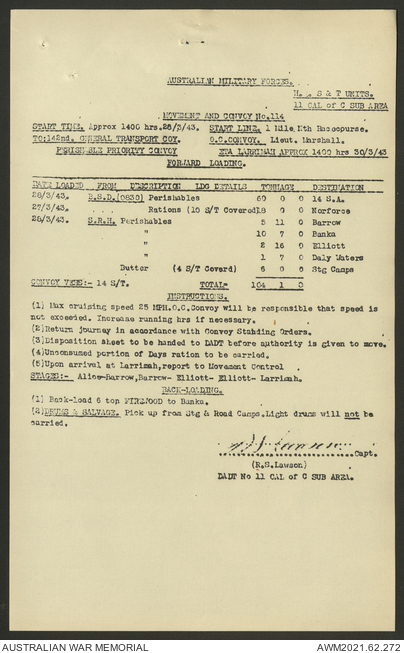 AUSTRALIAN MILITARY FORCES.
H. . S & T UNITS.
11 CAL of C SUB AREA
MOVEMENT AND CONVOY No.114
START TIME. Approx 1400 hrs.28/3/43. START LINE. 1 Mile Nth Racecourse.
TO:142nd. GENERAL TRANSPORT COY. O.C.CONVOY. Lieut. Marshall.
PERISHABLE PRIORITY CONVOY ETA LARRIMAH APPROX 1400 hrs 30/3/43
FORWARD LOADING.
DATE LOADED FROM DESCRIPTION LDG DETAILS TONNAGE DESTINATION
28/3/43. B.S.D.(0830) Perishables 60 0 0 14 S.A.
27/3/43. Rations (10 S/T Covered) 18 0 0 Norforce
28/3/43. S.R.H. Perishables 5 11 0 Barrow
" 10 7 0 Banka
" 2 16 0 Elliott
" 1 7 0 Daly Waters
Butter (4 S/T Coverd) 6 0 0 Stg Camps
CONVOY VEHS:- 14 S/T. TOTAL- 104 1 0
INSTRUCTIONS.
(1) Max cruising speed 25 MPH.O.C.Convoy will be responsible that speed is
not exceeded. Increase running hrs if necessary.
(2)Return journey in accordance with Convoy Standing Orders.
(3)Disposition sheet to be handed to DADT before authority is given to move.
(4)Unconsumed portion of Days ration to be carried.
(5)Upon arrival at Larrimah,report to Movement Control
STAGES:- Alice-Barrow,Barrow- Elliott- Elliott- Larrimah.
BACK-LOADING.
(1) Back-load 6 ton FIREWOOD to Banka.
(2)DRUMS & SALVAGE. Pick up from Stg & Road Camps.Light drums will not be
carried.
Capt.
(R.S.Lawson)
DADT No 11 CAL of C SUB AREA.
AUSTRALIAN WAR MEMORIAL
AWM2021.62.272